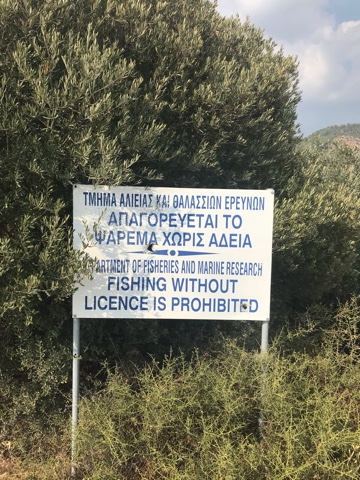 ΤΜΗΜΑ ΑΛΙΕΙΑΣ ΚΑΙ ΘΑΛΑΣΣΙΩΝ ΕΡΕΥΝΩΝ
ΑΠΑΓΟΡΕΥΕΤΑΙ ΤΟ
ΨΑΡΕΜΑ ΧΩΡΙΣ ΑΔΕΙΑ
DEPARTMENT OF FISHERIES AND MARINE RESEARCH
FISHING WITHOUT
LICENCE IS PROHIBITED